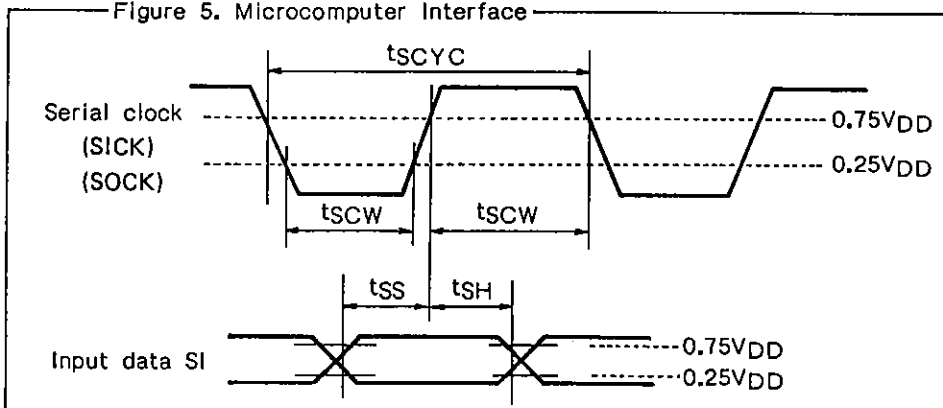 Figure 5. Microcomputer Interface
tSCYC
Serial clock
(SICK)
(SOCK)
0.75VDD
0.25VDD
tSCW
tSCW
tSS
tSH
Input data SI
0.75VDD
0.25VDD